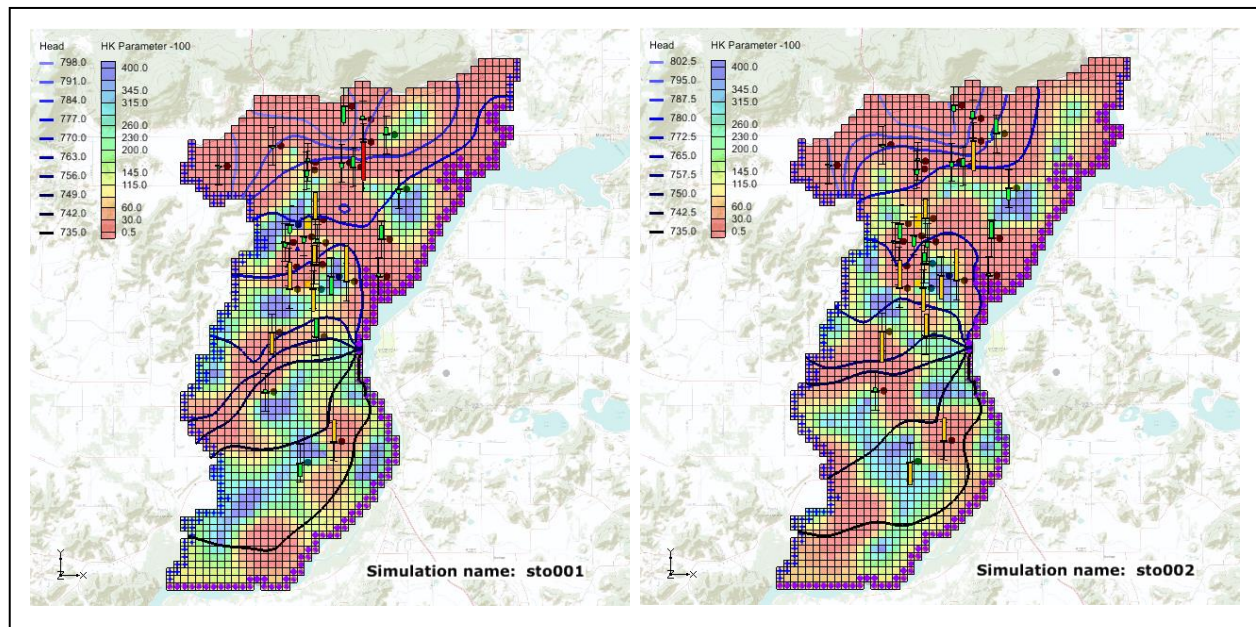 Head HK Parameter -100
798.0 400.0
791.0 345.0
784.0 315.0
777.0 260.0
770.0 230.0
763.0 200.0
756.0 145.0
749.0 115.0
742.0 60.0
735.0 30.0
0.5
Simulation name: sto001
Z X
Y
Head HK Parameter -100
802.5 400.0
795.0 345.0
787.5 315.0
780.0 260.0
772.5 230.0
765.0 200.0
757.5 145.0
750.0 115.0
742.5 60.0
735.0 30.0
0.5
Simulation name: sto002
Z X
Y